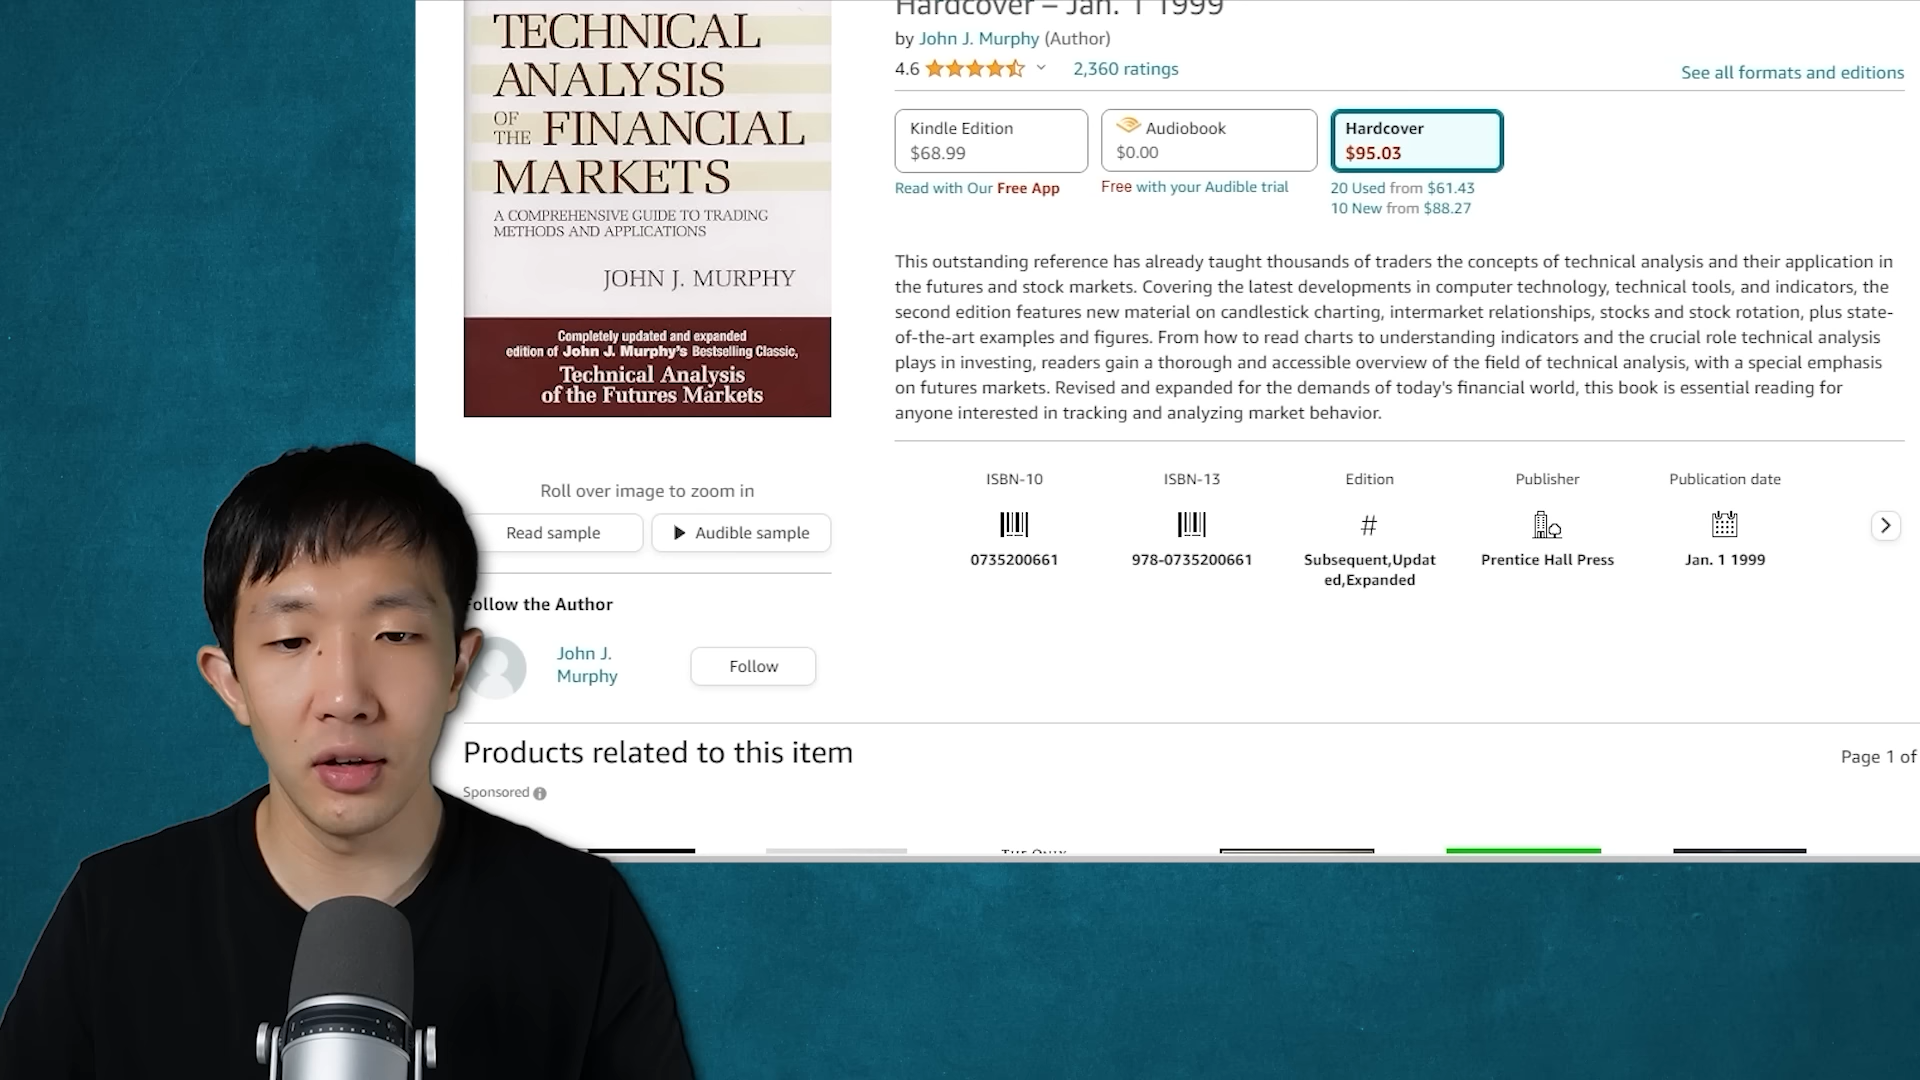 TECHNICAL
ANALYSIS
OF THE FINANCIAL
MARKETS
A COMPREHENSIVE GUIDE TO TRADING
METHODS AND APPLICATIONS
JOHN J. MURPHY
Completely updated and expanded
edition of John J. Murphy's Bestselling Classic,
Technical Analysis
of the Futures Markets
Roll over image to zoom in
Read sample
Audible sample
Follow the Author
John J.
Murphy
Follow
Hardcover – Jan. 1 1999
by John J. Murphy (Author)
4.6 2,360 ratings
See all formats and editions
Kindle Edition
$68.99
Read with Our Free App
Audiobook
$0.00
Free with your Audible trial
Hardcover
$95.03
20 Used from $61.43
10 New from $88.27
This outstanding reference has already taught thousands of traders the concepts of technical analysis and their application in
the futures and stock markets. Covering the latest developments in computer technology, technical tools, and indicators, the
second edition features new material on candlestick charting, intermarket relationships, stocks and stock rotation, plus state-
of-the-art examples and figures. From how to read charts to understanding indicators and the crucial role technical analysis
plays in investing, readers gain a thorough and accessible overview of the field of technical analysis, with a special emphasis
on futures markets. Revised and expanded for the demands of today's financial world, this book is essential reading for
anyone interested in tracking and analyzing market behavior.
ISBN-10
0735200661
ISBN-13
978-0735200661
Edition
#
Subsequent,Updat
ed,Expanded
Publisher
Prentice Hall Press
Publication date
Jan. 1 1999
Products related to this item
Page 1 of
Sponsored
THE ONLY